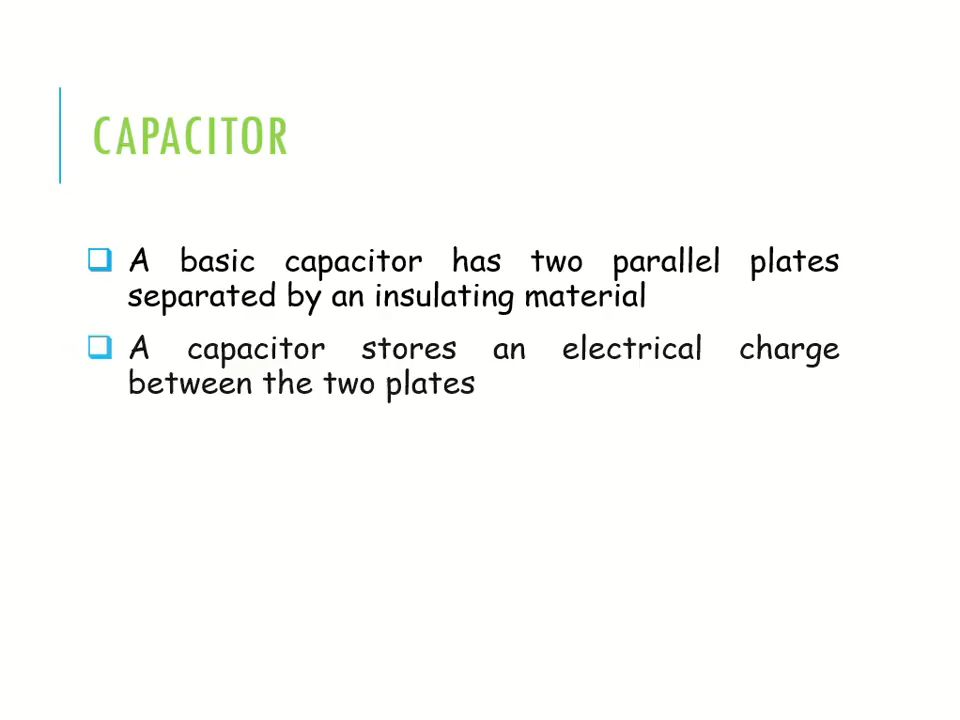 CAPACITOR
A basic capacitor has two parallel plates
separated by an insulating material
A capacitor stores an electrical charge
between the two plates